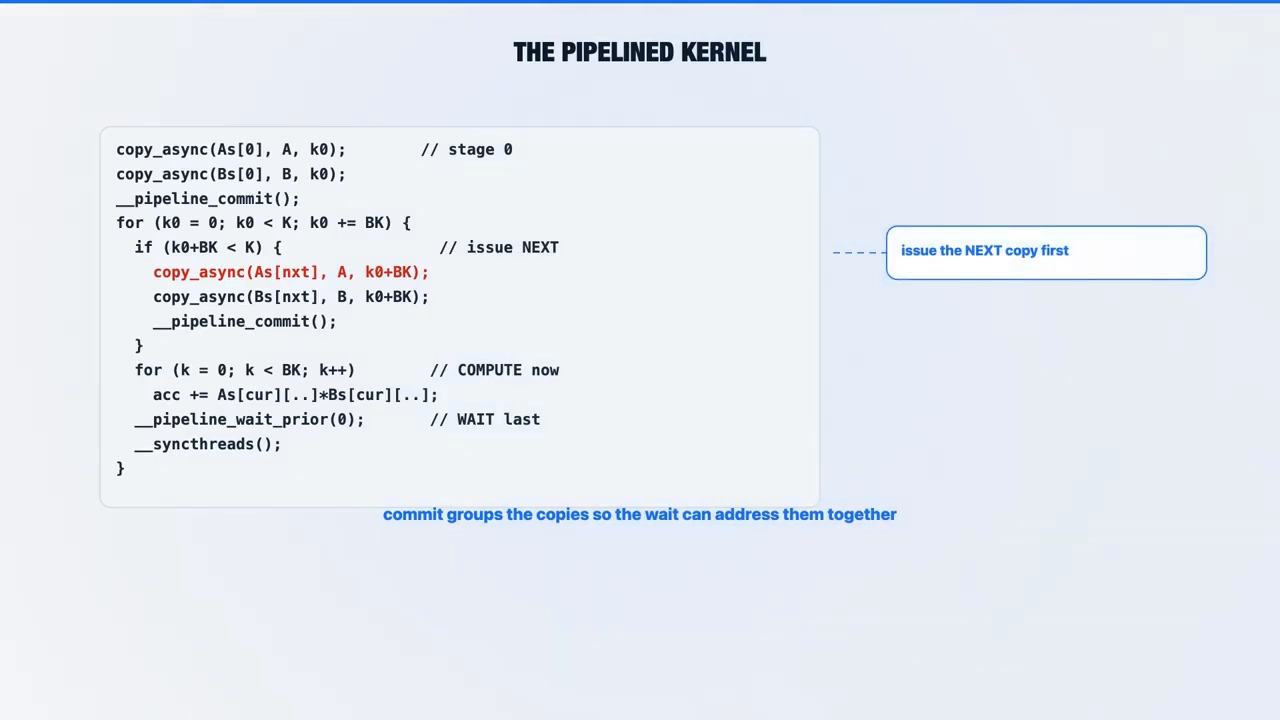 THE PIPELINED KERNEL
copy_async(As[0], A, k0);        // stage 0
copy_async(Bs[0], B, k0);
__pipeline_commit();
for (k0 = 0; k0 < K; k0 += BK) {
  if (k0+BK < K) {                 // issue NEXT
    copy_async(As[nxt], A, k0+BK);
    copy_async(Bs[nxt], B, k0+BK);
    __pipeline_commit();
  }
  for (k = 0; k < BK; k++)        // COMPUTE now
    acc += As[cur][..]*Bs[cur][..];
  __pipeline_wait_prior(0);       // WAIT last
  __syncthreads();
}
issue the NEXT copy first
commit groups the copies so the wait can address them together